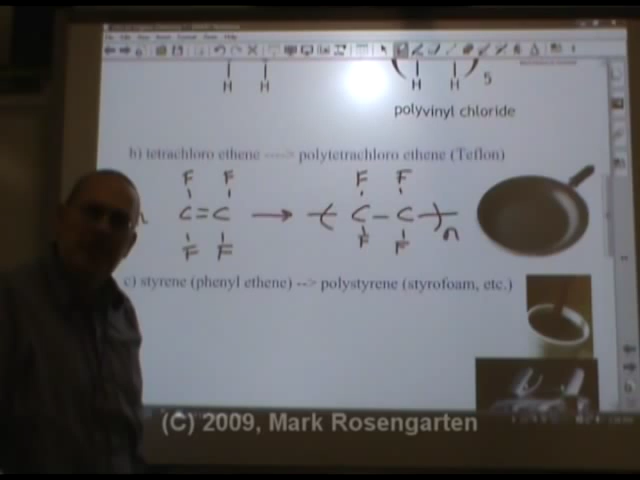 H H H H 5
polyvinyl chloride
b) tetrachloro ethene ----> polytetrachloro ethene (Teflon)
F F F F
n C=C → ( C - C ) n
F F F F
c) styrene (phenyl ethene) --> polystyrene (styrofoam, etc.)
(C) 2009, Mark Rosengarten